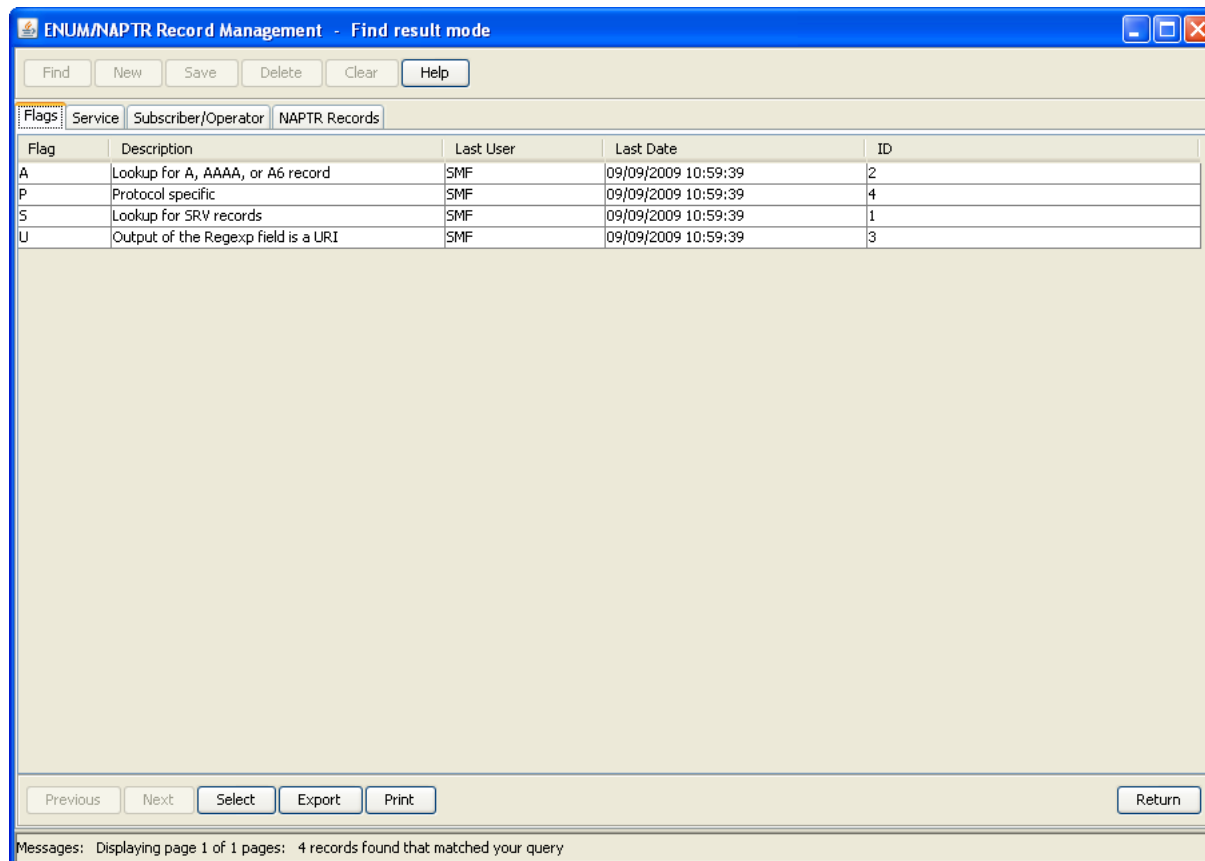 ENUM/NAPTR Record Management - Find result mode
Find New Save Delete Clear Help
Flags Service Subscriber/Operator NAPTR Records
Flag Description Last User Last Date ID
A Lookup for A, AAAA, or A6 record SMF 09/09/2009 10:59:39 2
P Protocol specific SMF 09/09/2009 10:59:39 4
S Lookup for SRV records SMF 09/09/2009 10:59:39 1
U Output of the Regexp field is a URI SMF 09/09/2009 10:59:39 3
Previous Next Select Export Print Return
Messages: Displaying page 1 of 1 pages: 4 records found that matched your query